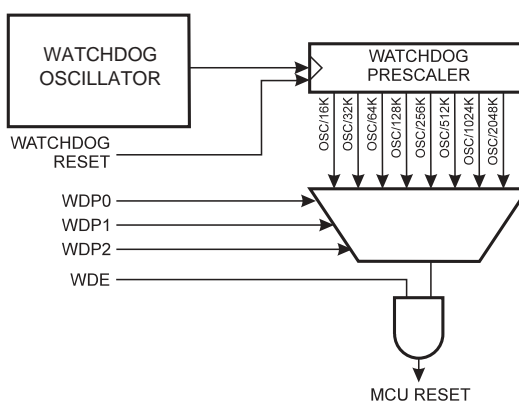 WATCHDOG
OSCILLATOR
WATCHDOG
PRESCALER
WATCHDOG
RESET
OSC/16K
OSC/32K
OSC/64K
OSC/128K
OSC/256K
OSC/512K
OSC/1024K
OSC/2048K
WDP0
WDP1
WDP2
WDE
MCU RESET